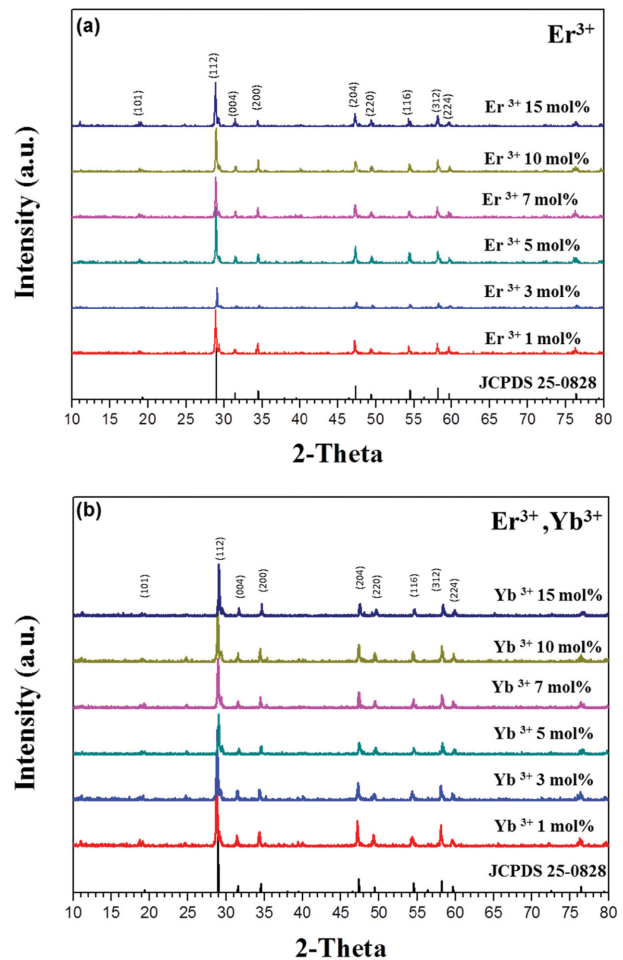 (a)
Er3+
(101)
(112)
(004)
(200)
(204)
(220)
(116)
(312)
(224)
Er 3+ 15 mol%
Er 3+ 10 mol%
Er 3+ 7 mol%
Er 3+ 5 mol%
Er 3+ 3 mol%
Er 3+ 1 mol%
JCPDS 25-0828
Intensity (a.u.)
10 15 20 25 30 35 40 45 50 55 60 65 70 75 80
2-Theta
(b)
Er3+ ,Yb3+
(101)
(112)
(004)
(200)
(204)
(220)
(116)
(312)
(224)
Yb 3+ 15 mol%
Yb 3+ 10 mol%
Yb 3+ 7 mol%
Yb 3+ 5 mol%
Yb 3+ 3 mol%
Yb 3+ 1 mol%
JCPDS 25-0828
Intensity (a.u.)
10 15 20 25 30 35 40 45 50 55 60 65 70 75 80
2-Theta